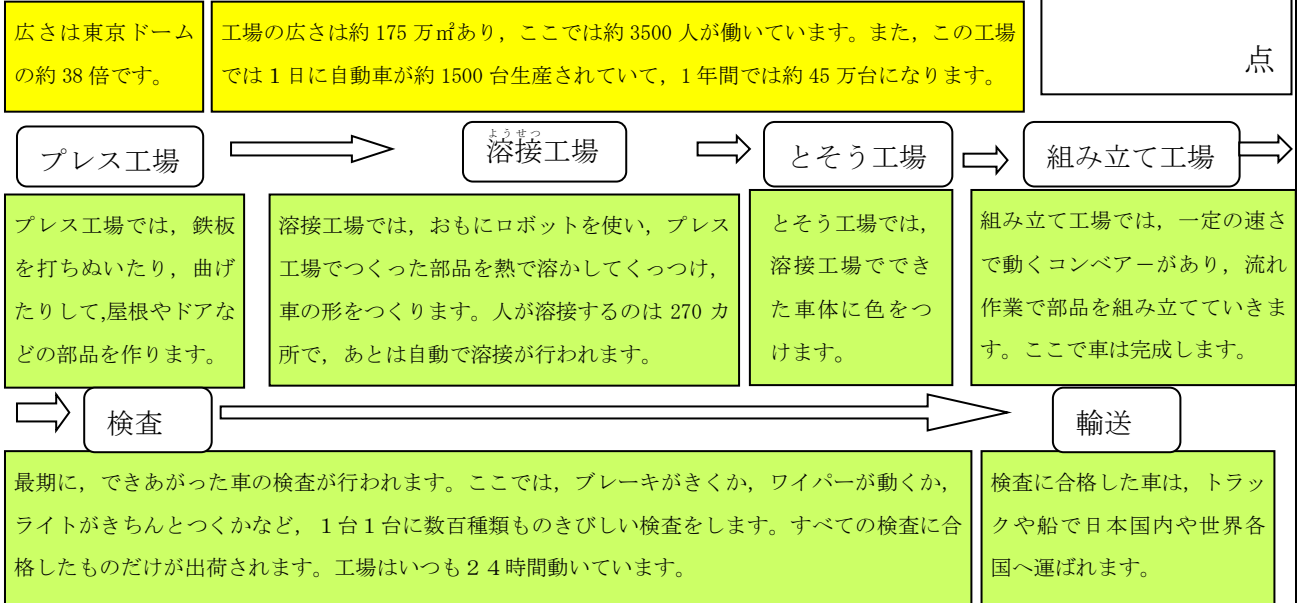 広さは東京ドーム
の約 38 倍です。
工場の広さは約 175 万㎡あり，ここでは約 3500 人が働いています。また，この工場
では１日に自動車が約 1500 台生産されていて，1 年間では約 45 万台になります。
点
プレス工場
ようせつ
溶接工場
とそう工場
組み立て工場
プレス工場では，鉄板
を打ちぬいたり，曲げ
たりして,屋根やドアな
どの部品を作ります。
溶接工場では，おもにロボットを使い，プレス
工場でつくった部品を熱で溶かしてくっつけ，
車の形をつくります。人が溶接するのは 270 カ
所で，あとは自動で溶接が行われます。
とそう工場では，
溶接工場ででき
た車体に色をつ
けます。
組み立て工場では，一定の速さ
で動くコンベアーがあり，流れ
作業で部品を組み立てていきま
す。ここで車は完成します。
検査
輸送
最期に，できあがった車の検査が行われます。ここでは，ブレーキがきくか，ワイパーが動くか，
ライトがきちんとつくかなど，１台１台に数百種類ものきびしい検査をします。すべての検査に合
格したものだけが出荷されます。工場はいつも２４時間動いています。
検査に合格した車は，トラッ
クや船で日本国内や世界各
国へ運ばれます。